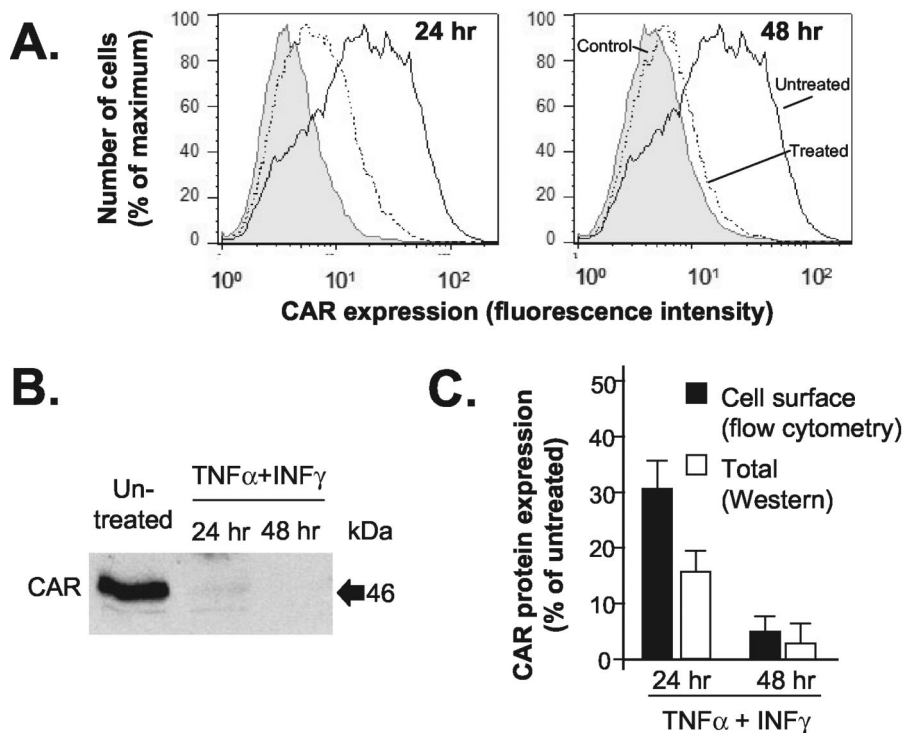 A.
Number of cells
(% of maximum)
100
80
60
40
20
0
24 hr
10⁰
10¹
10²
100
80
60
40
20
0
48 hr
Control
Untreated
Treated
10⁰
10¹
10²
CAR expression (fluorescence intensity)
B.
Un-
treated
TNFα+INFγ
24 hr 48 hr kDa
CAR
46
C.
CAR protein expression
(% of untreated)
50
40
30
20
10
0
Cell surface
(flow cytometry)
Total
(Western)
24 hr 48 hr
TNFα + INFγ